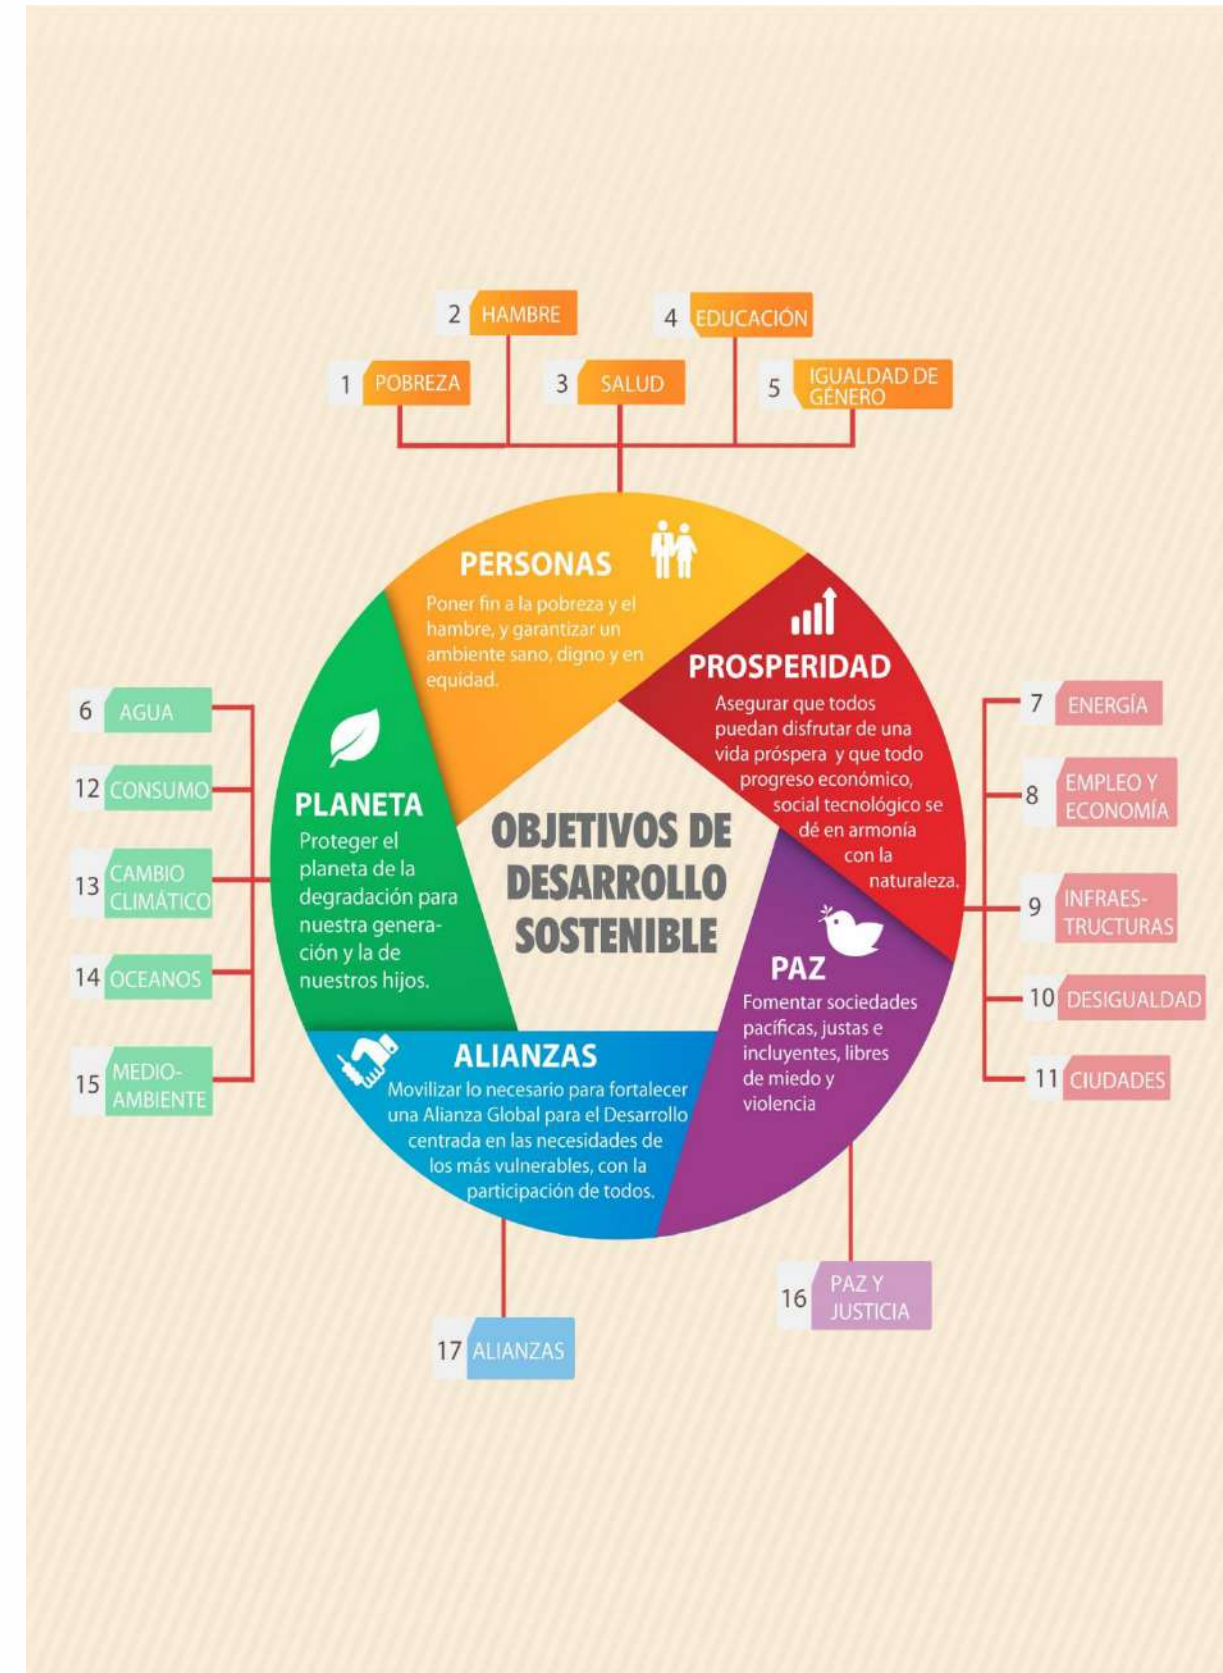 2 HAMBRE
4 EDUCACIÓN
1 POBREZA
3 SALUD
5 IGUALDAD DE
GÉNERO
PERSONAS
Poner fin a la pobreza y el
hambre, y garantizar un
ambiente sano, digno y en
equidad.
PROSPERIDAD
Asegurar que todos
puedan disfrutar de una
vida próspera y que todo
progreso económico,
social tecnológico se
dé en armonía
con la
naturaleza.
7 ENERGÍA
8 EMPLEO Y
ECONOMÍA
9 INFRAES-
TRUCTURAS
10 DESIGUALDAD
11 CIUDADES
6 AGUA
12 CONSUMO
13 CAMBIO
CLIMÁTICO
14 OCEANOS
15 MEDIO-
AMBIENTE
PLANETA
Proteger el
planeta de la
degradación para
nuestra genera-
ción y la de
nuestros hijos.
OBJETIVOS DE
DESARROLLO
SOSTENIBLE
PAZ
Fomentar sociedades
pacíficas, justas e
incluyentes, libres
de miedo y
violencia
ALIANZAS
Movilizar lo necesario para fortalecer
una Alianza Global para el Desarrollo
centrada en las necesidades de
los más vulnerables, con la
participación de todos.
16 PAZ Y
JUSTICIA
17 ALIANZAS